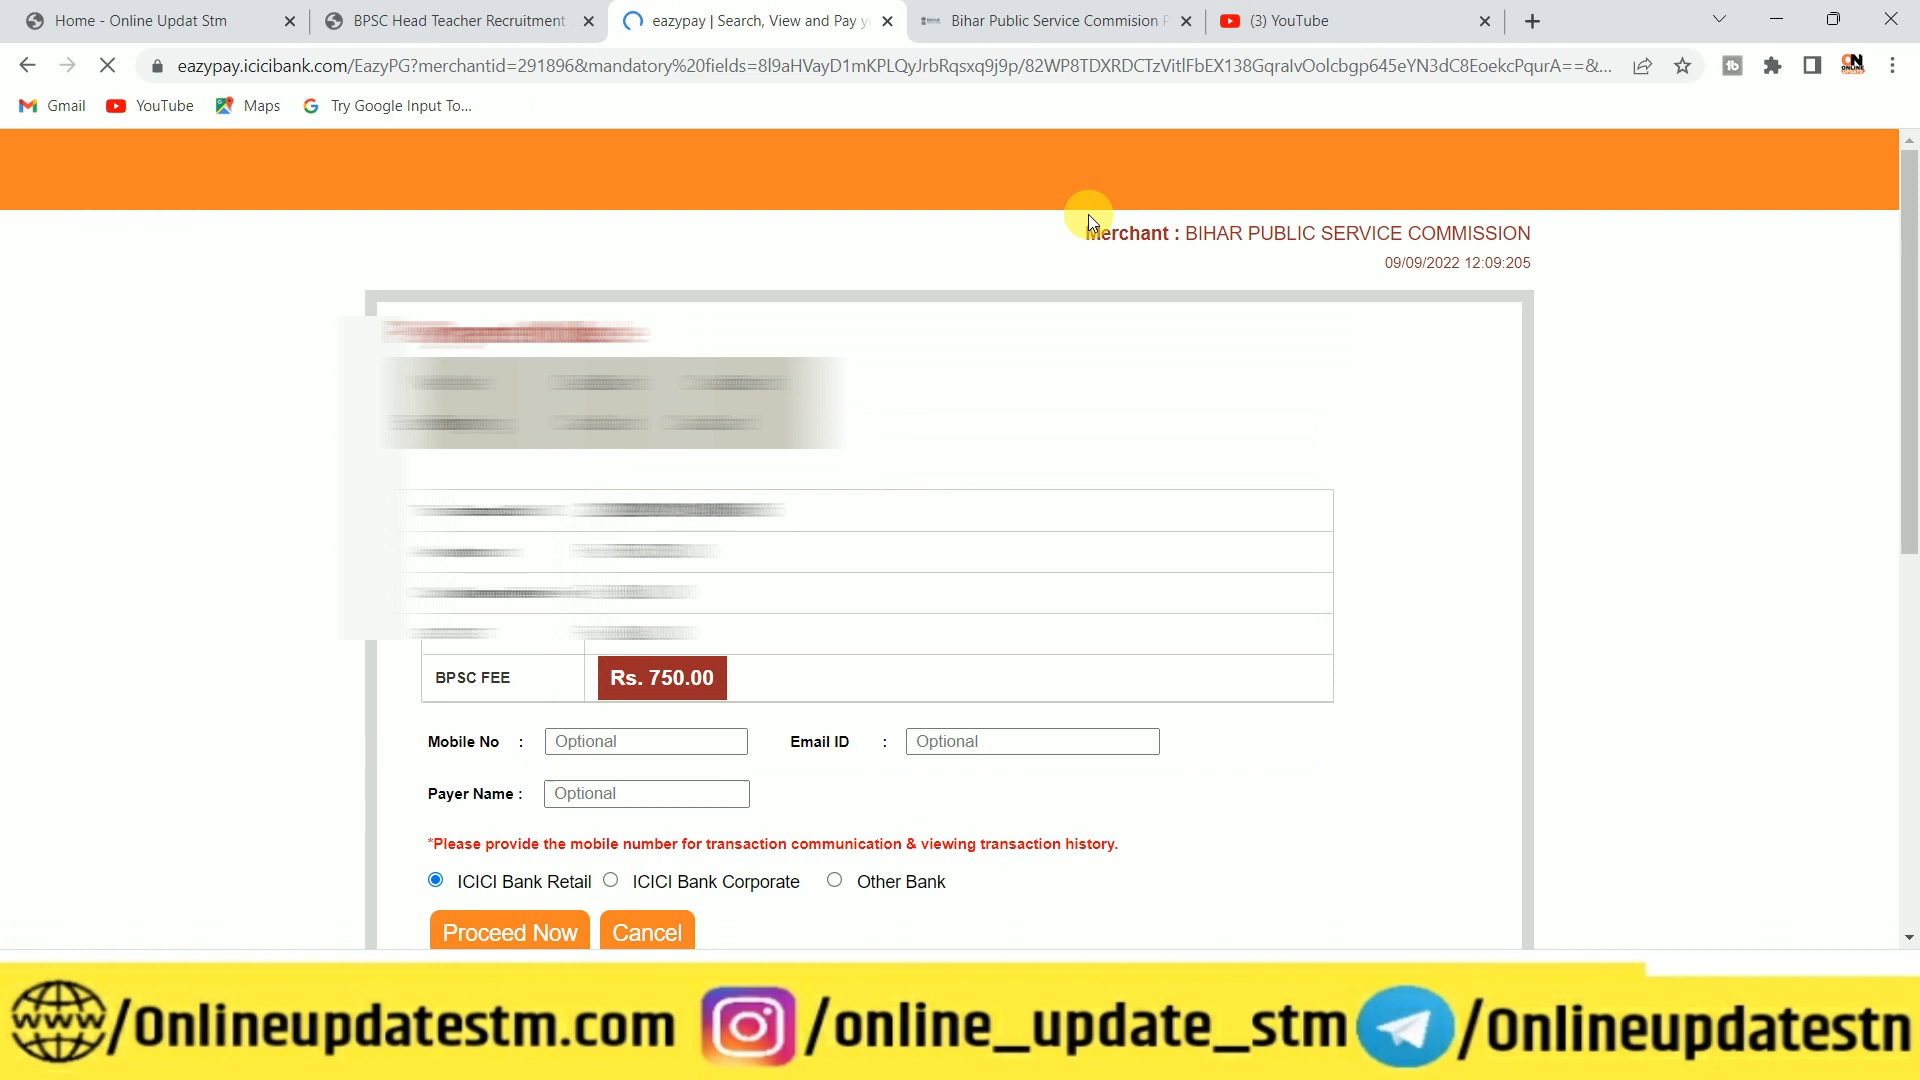 Home - Online Updat Stm
BPSC Head Teacher Recruitment
eazypay | Search, View and Pay y
Bihar Public Service Commision F
(3) YouTube
eazypay.icicibank.com/EazyPG?merchantid=291896&mandatory%20fields=8I9aHVayD1mKPLQyJrbRqsxq9j9p/82WP8TDXRDCTzVitlFbEX138GqralvOolcbgp645eYN3dC8EoekcPqurA==&...
Gmail
YouTube
Maps
Try Google Input To...
Merchant : BIHAR PUBLIC SERVICE COMMISSION
09/09/2022 12:09:205
BPSC FEE
Rs. 750.00
Mobile No : Optional
Email ID : Optional
Payer Name : Optional
*Please provide the mobile number for transaction communication & viewing transaction history.
ICICI Bank Retail
ICICI Bank Corporate
Other Bank
Proceed Now
Cancel
/Onlineupdatestm.com
/online_update_stm
/Onlineupdatestn